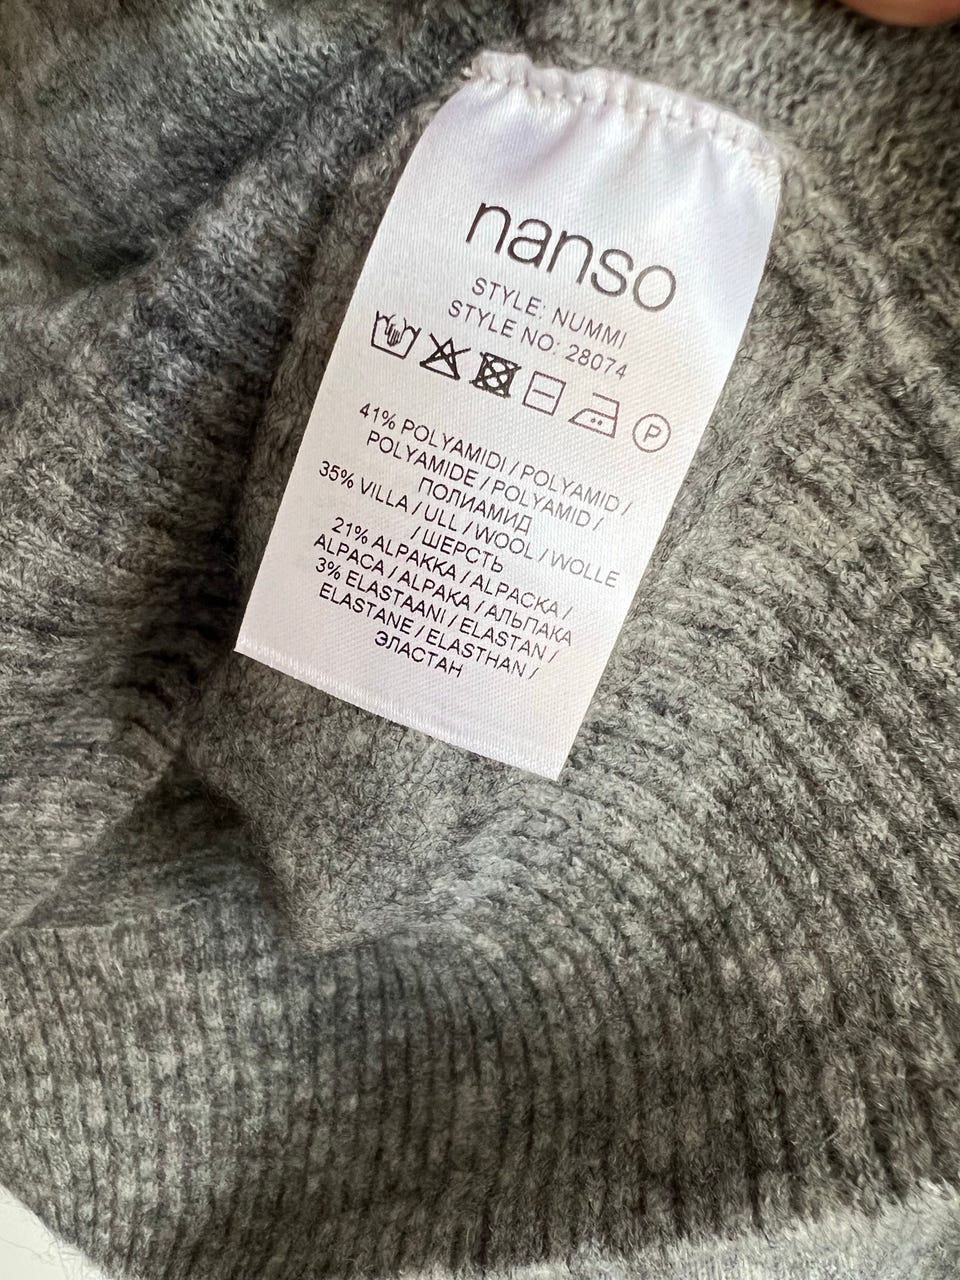 nanso
STYLE: NUMMI
STYLE NO: 28074
P
41% POLYAMIDI / POLYAMID /
POLYAMIDE / POLYAMID /
ПОЛИАМИД
35% VILLA / ULL / WOOL / WOLLE
/ ШЕРСТЬ
21% ALPAKKA / ALPACKA /
ALPACA / ALPAKA / АЛЬПАКА
3% ELASTAANI / ELASTAN /
ELASTANE / ELASTHAN /
ЭЛАСТАН